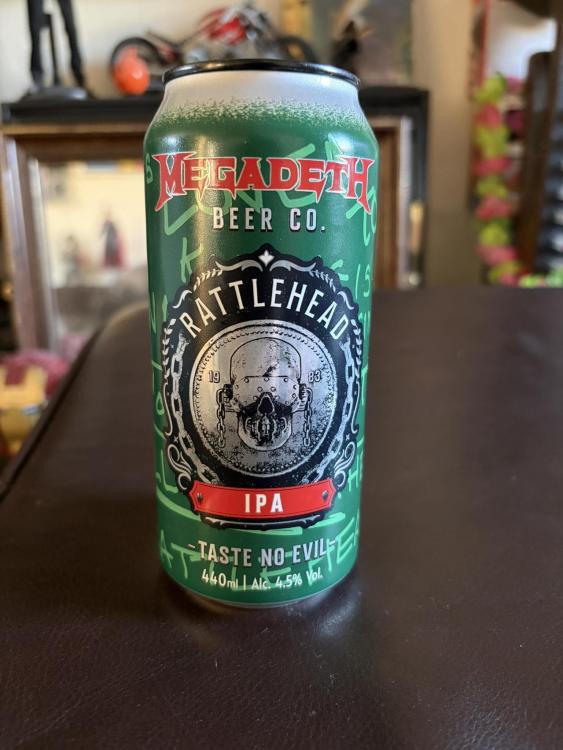 MEGADETH
BEER CO.
RATTLEHEAD
19 83
IPA
-TASTE NO EVIL-
440ml | Alc. 4.5% Vol.